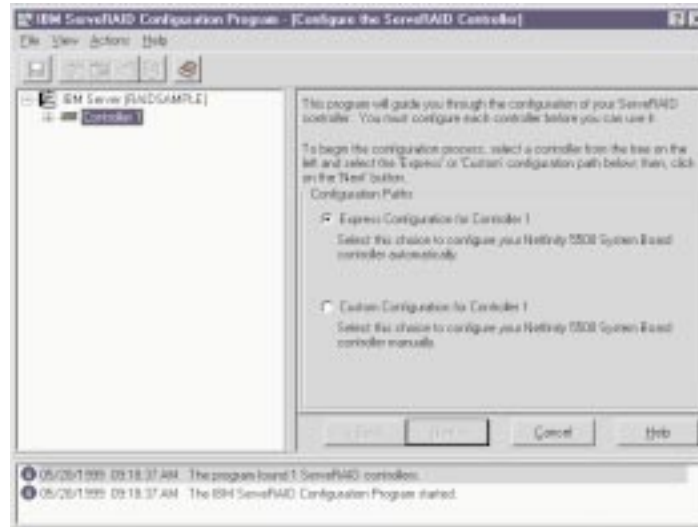 IBM ServeRAID Configuration Program - [Configure the ServeRAID Controller]
File View Actions Help
IBM Server [RAIDSAMPLE]
Controller 1
This program will guide you through the configuration of your ServeRAID
controller. You must configure each controller before you can use it.
To begin the configuration process, select a controller from the tree on the
left and select the 'Express' or 'Custom' configuration path below; then, click
on the 'Next' button.
Configuration Paths
Express Configuration for Controller 1
Select this choice to configure your Netfinity 5500 System Board
controller automatically.
Custom Configuration for Controller 1
Select this choice to configure your Netfinity 5500 System Board
controller manually.
Cancel Help
05/28/1999 09:18:37 AM The program found 1 ServeRAID controllers.
05/28/1999 09:18:37 AM The IBM ServeRAID Configuration Program started.